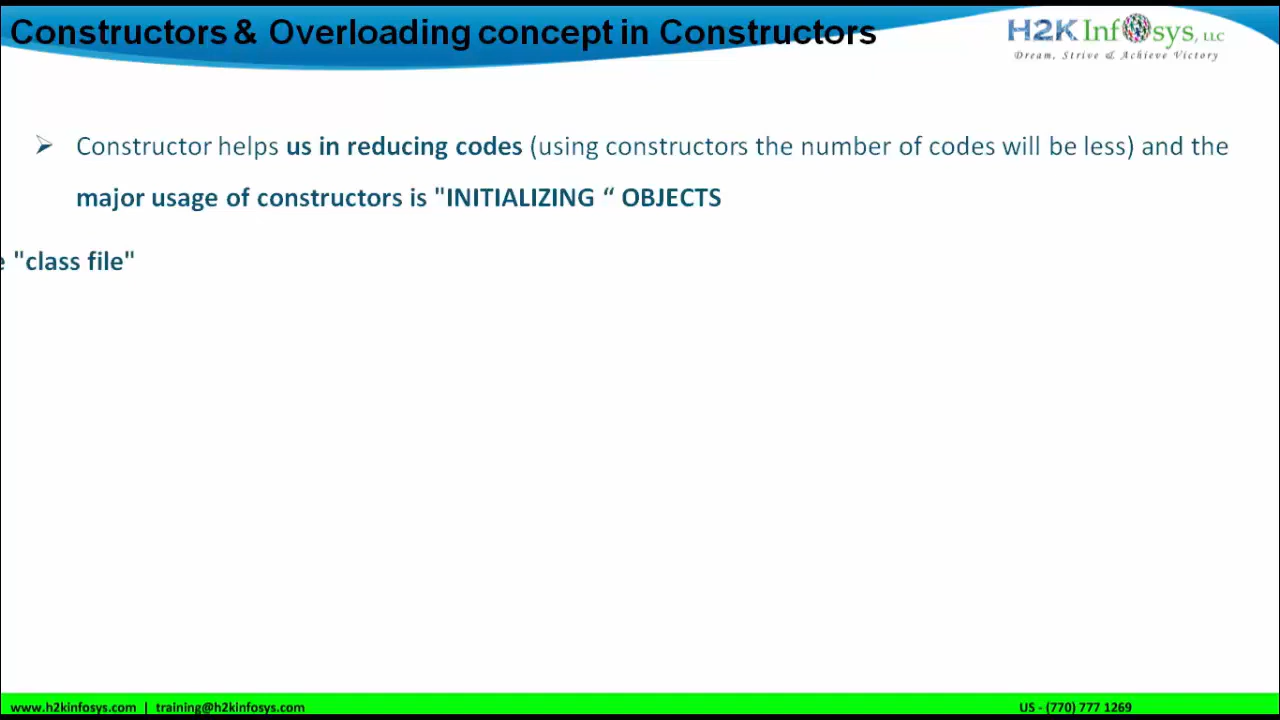 Constructors & Overloading concept in Constructors
H2K Infosys, LLC
Dream, Strive & Achieve Victory
➤ Constructor helps us in reducing codes (using constructors the number of codes will be less) and the
major usage of constructors is "INITIALIZING “ OBJECTS
e "class file"
www.h2kinfosys.com | training@h2kinfosys.com
US - (770) 777 1269